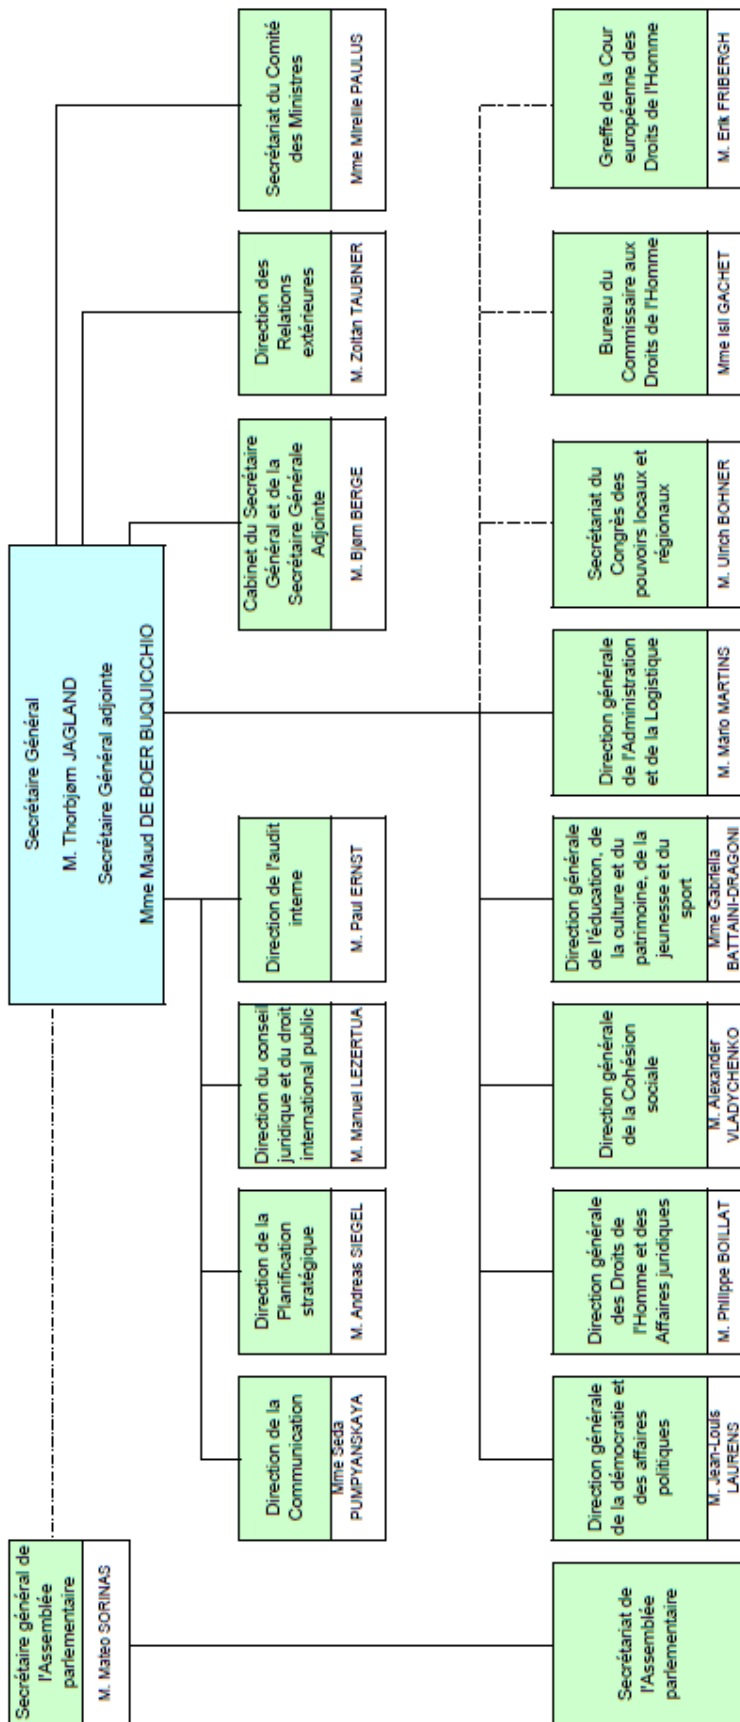 Secrétaire général de
l'Assemblée
parlementaire
M. Mateo SORINAS
Secrétaire Général
M. Thorbjørn JAGLAND
Secrétaire Général adjointe
Mme Maud DE BOER BUQUICCHIO
Direction de la
Communication
Mme Seda
PUMPYANSKAYA
Direction de la
Planification
stratégique
M. Andreas SIEGEL
Direction du conseil
juridique et du droit
international public
M. Manuel LEZERTUA
Direction de l'audit
interne
M. Paul ERNST
Cabinet du Secrétaire
Général et de la
Secrétaire Générale
Adjointe
M. Bjørn BERGE
Direction des
Relations
extérieures
M. Zoltán TAUBNER
Secrétariat du Comité
des Ministres
Mme Mireille PAULUS
Secrétariat de
l'Assemblée
parlementaire
Direction générale
de la démocratie et
des affaires
politiques
M. Jean-Louis
LAURENS
Direction générale
des Droits de
l'Homme et des
Affaires juridiques
M. Philippe BOILLAT
Direction générale
de la Cohésion
sociale
M. Alexander
VLADYCHENKO
Direction générale
de l'éducation, de
la culture et du
patrimoine, de la
jeunesse et du
sport
Mme Gabriella
BATTAINI-DRAGONI
Direction générale
de l'Administration
et de la Logistique
M. Mario MARTINS
Secrétariat du
Congrès des
pouvoirs locaux et
régionaux
M. Ulrich BOHNER
Bureau du
Commissaire aux
Droits de l'Homme
Mme Isil GACHET
Greffe de la Cour
européenne des
Droits de l'Homme
M. Erik FRIBERGH